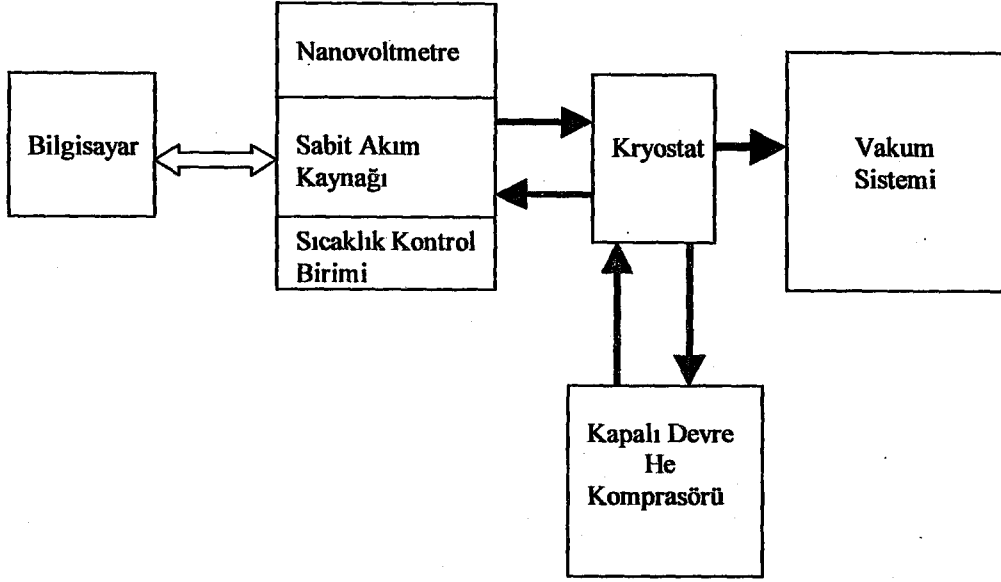 Nanovoltmetre
Bilgisayar
Sabit Akım
Kaynağı
Sıcaklık Kontrol
Birimi
Kryostat
Vakum
Sistemi
Kapalı Devre
He
Komprasörü